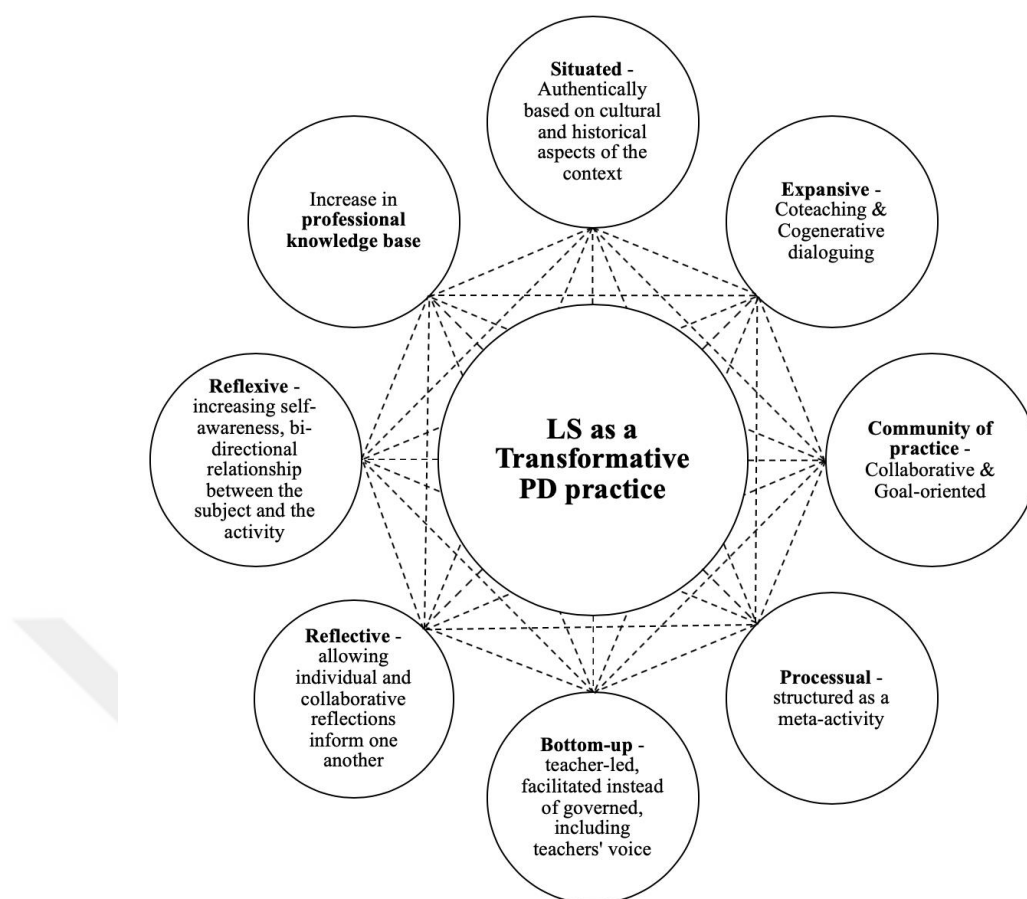 Situated -
Authentically
based on cultural
and historical
aspects of the
context
Expansive -
Coteaching &
Cogenerative
dialoguing
Community of
practice -
Collaborative &
Goal-oriented
Processual -
structured as a
meta-activity
Bottom-up -
teacher-led,
facilitated instead
of governed,
including
teachers' voice
Reflective -
allowing
individual and
collaborative
reflections
inform one
another
Reflexive -
increasing self-
awareness, bi-
directional
relationship
between the
subject and the
activity
Increase in
professional
knowledge base
LS as a
Transformative
PD practice